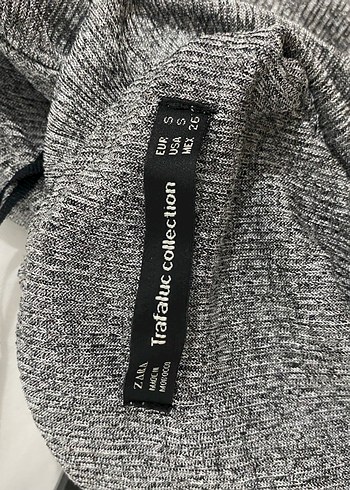 ZARA
MADE IN
MOROCCO
Trafaluc collection
EUR S
USA S
MEX 26